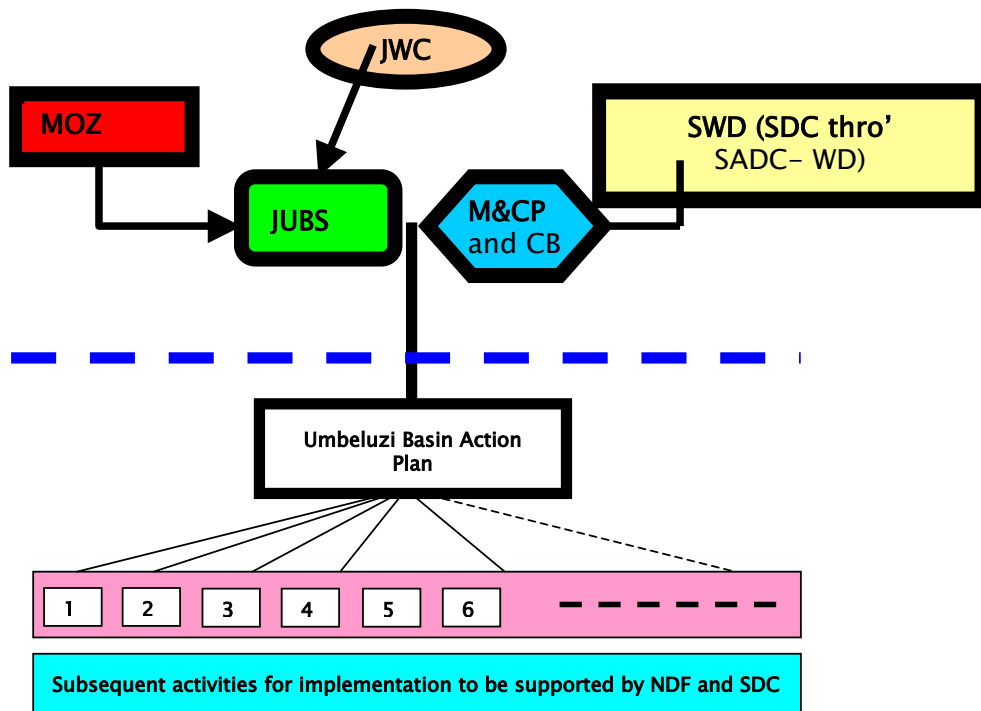 JWC
MOZ
SWD (SDC thro’
SADC– WD)
JUBS
M&CP
and CB
Umbeluzi Basin Action
Plan
1 2 3 4 5 6
Subsequent activities for implementation to be supported by NDF and SDC